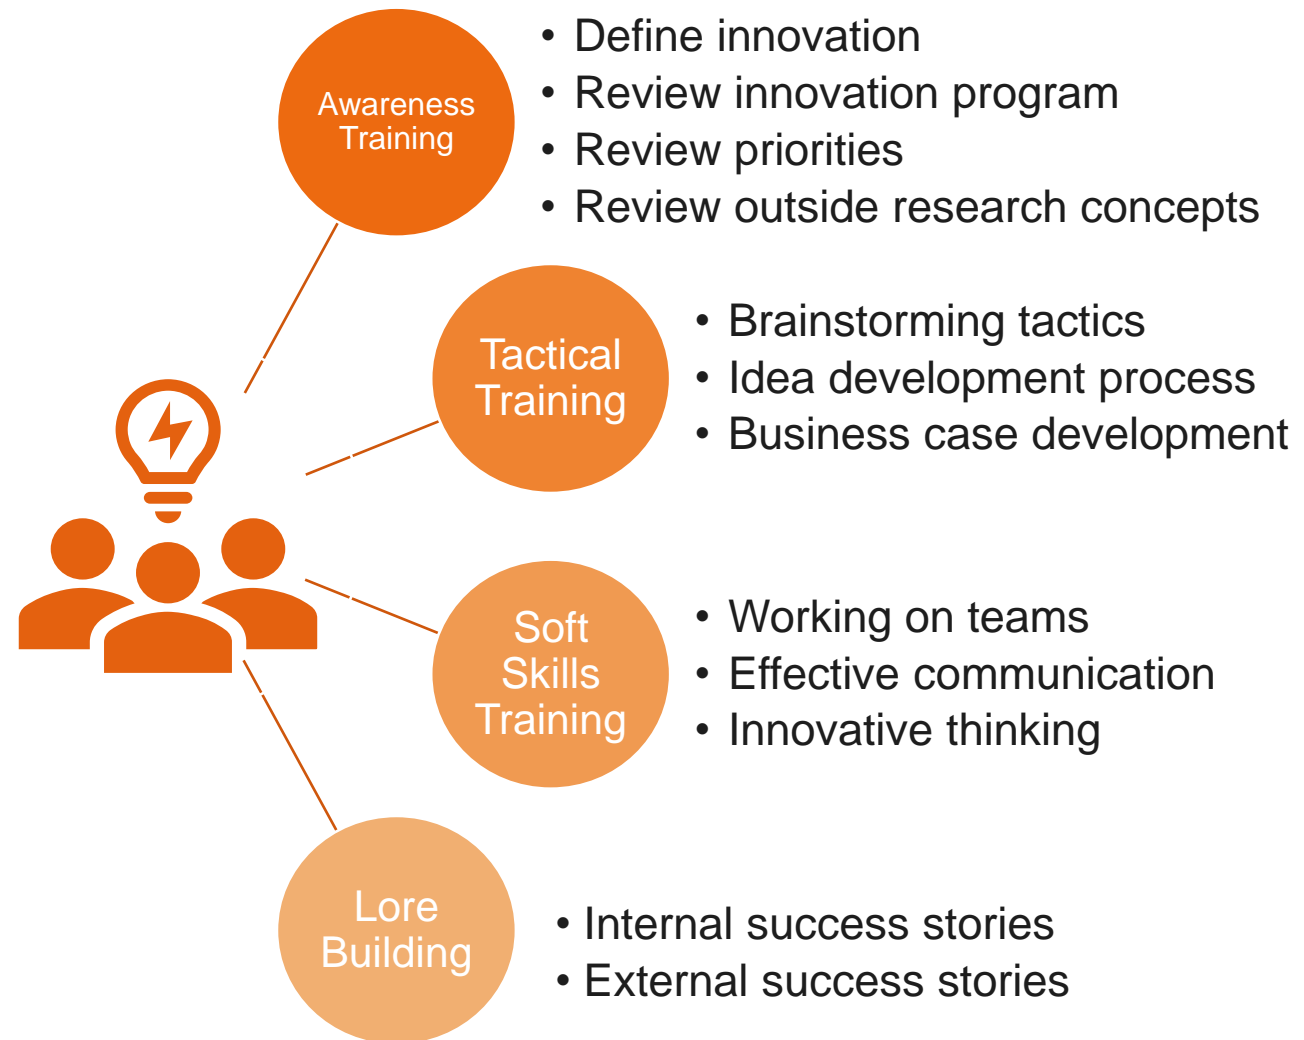 Awareness
Training
• Define innovation
• Review innovation program
• Review priorities
• Review outside research concepts
Tactical
Training
• Brainstorming tactics
• Idea development process
• Business case development
Soft
Skills
Training
• Working on teams
• Effective communication
• Innovative thinking
Lore
Building
• Internal success stories
• External success stories